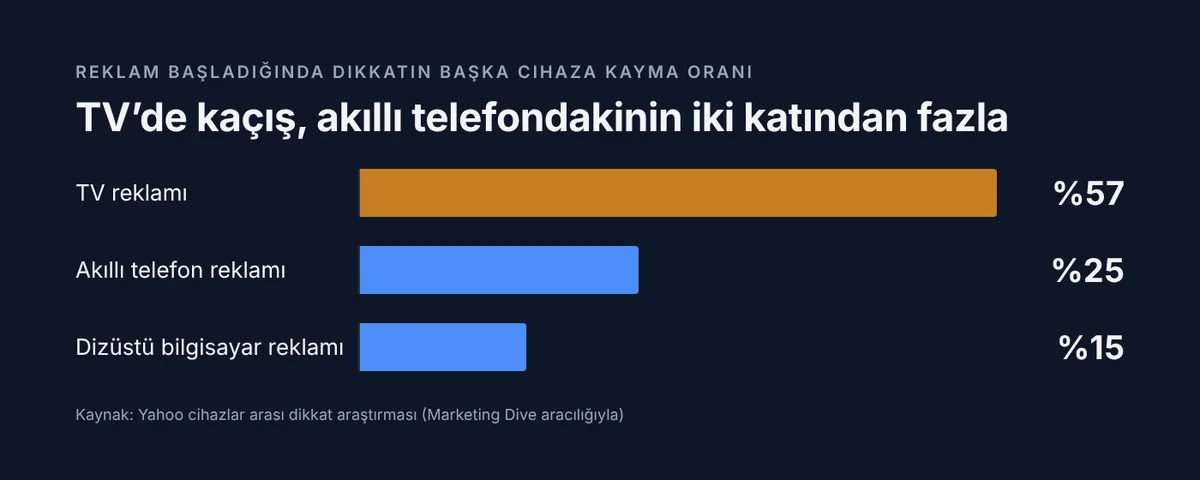 REKLAM BAŞLADIĞINDA DIKKATIN BAŞKA CIHAZA KAYMA ORANI
TV’de kaçış, akıllı telefondakinin iki katından fazla
TV reklamı %57
Akıllı telefon reklamı %25
Dizüstü bilgisayar reklamı %15
Kaynak: Yahoo cihazlar arası dikkat araştırması (Marketing Dive aracılığıyla)